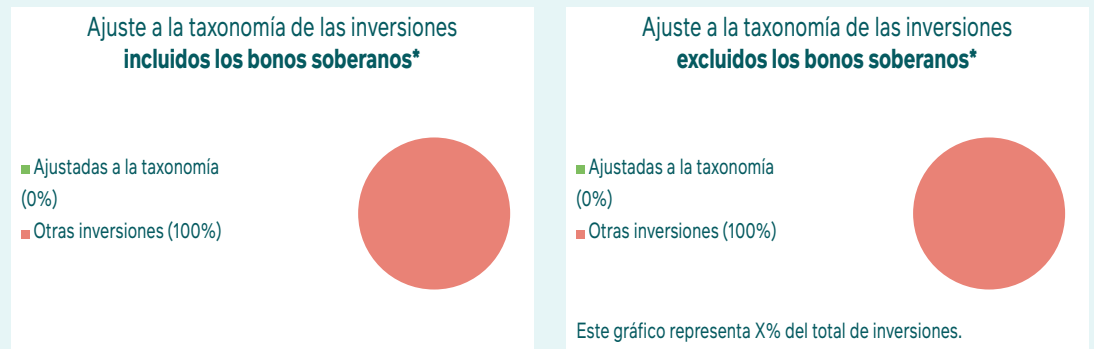 Ajuste a la taxonomía de las inversiones
incluidos los bonos soberanos*
Ajustadas a la taxonomía
(0%)
Otras inversiones (100%)
Ajuste a la taxonomía de las inversiones
excluidos los bonos soberanos*
Ajustadas a la taxonomía
(0%)
Otras inversiones (100%)
Este gráfico representa X% del total de inversiones.